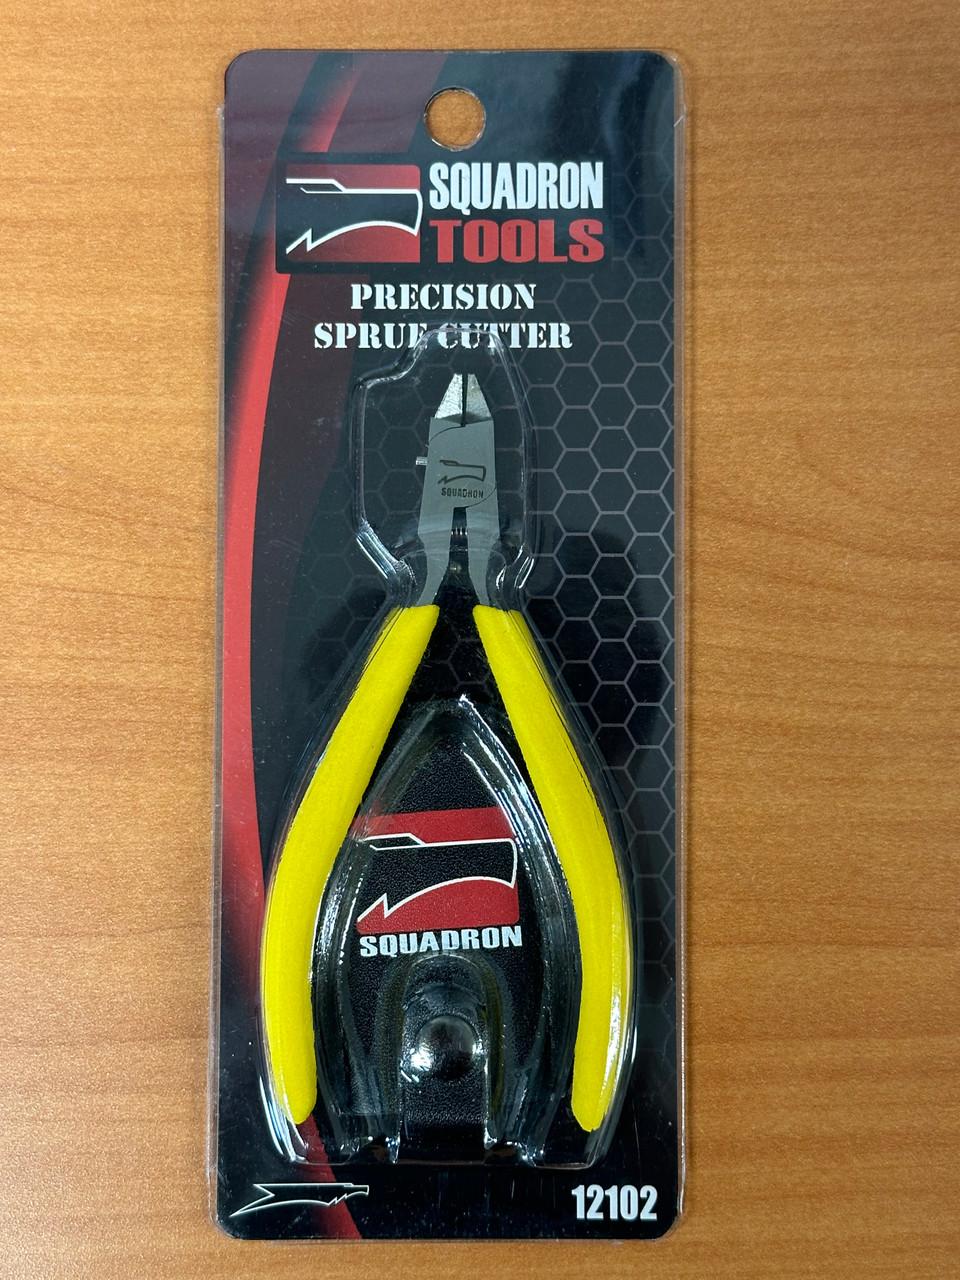 SQUADRON
TOOLS
PRECISION
SPRUE CUTTER
SQUADRON
SQUADRON
12102